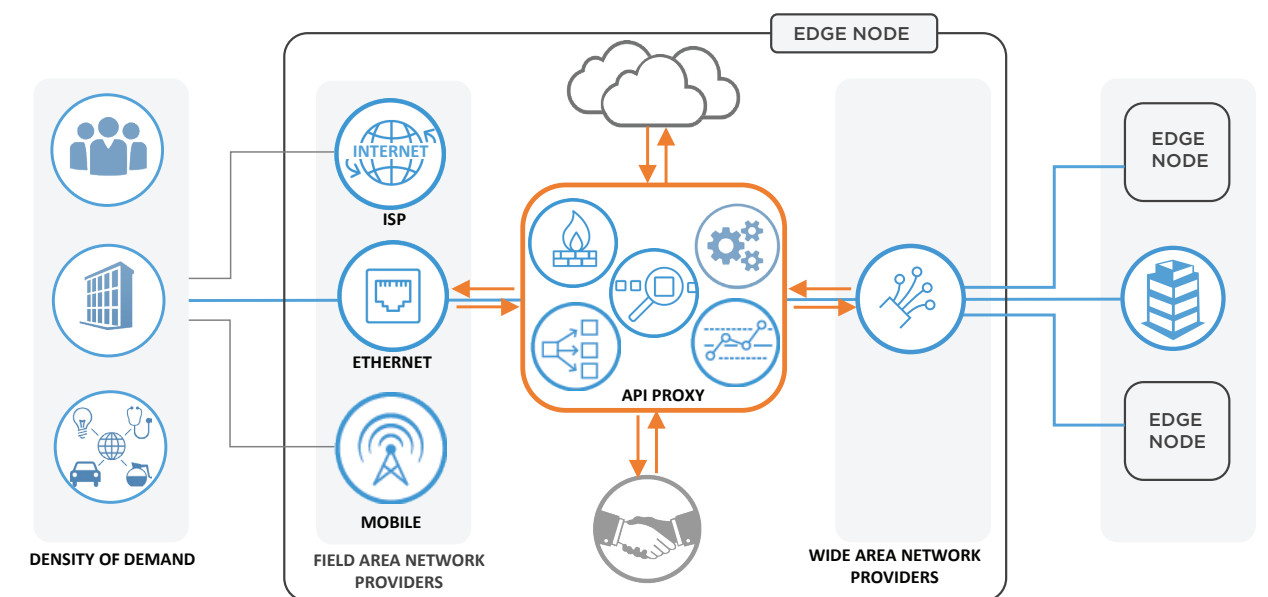 EDGE NODE
INTERNET
ISP
ETHERNET
MOBILE
API PROXY
EDGE
NODE
EDGE
NODE
DENSITY OF DEMAND
FIELD AREA NETWORK
PROVIDERS
WIDE AREA NETWORK
PROVIDERS